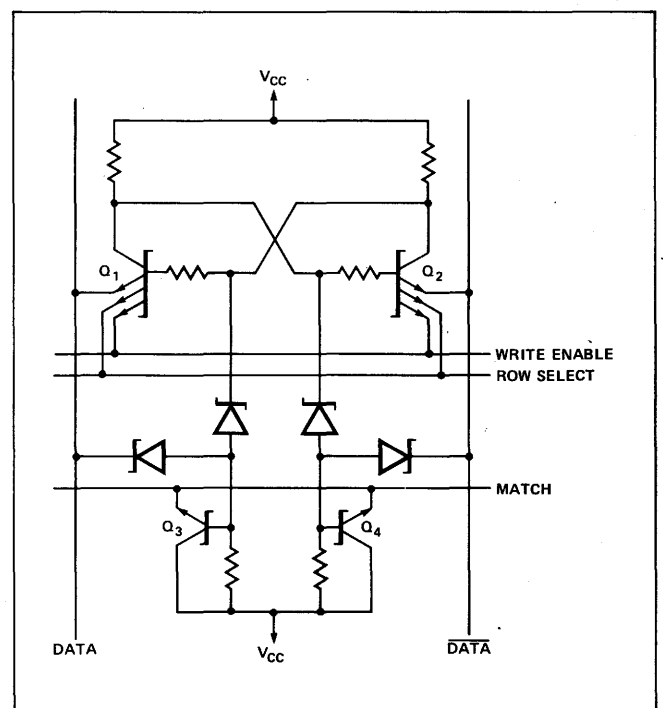 VCC
Q1
Q2
WRITE ENABLE
ROW SELECT
MATCH
Q3
Q4
DATA
VCC
DATA